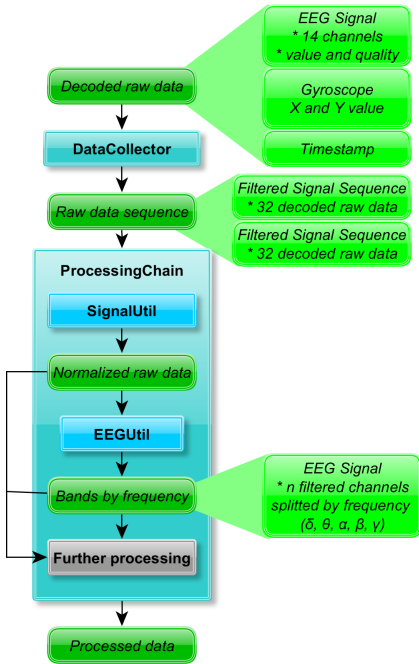 EEG Signal
* 14 channels
* value and quality
Decoded raw data
Gyroscope
X and Y value
DataCollector
Timestamp
Filtered Signal Sequence
* 32 decoded raw data
Raw data sequence
Filtered Signal Sequence
* 32 decoded raw data
ProcessingChain
SignalUtil
Normalized raw data
EEGUtil
EEG Signal
* n filtered channels
splitted by frequency
(δ, θ, α, β, γ)
Bands by frequency
Further processing
Processed data